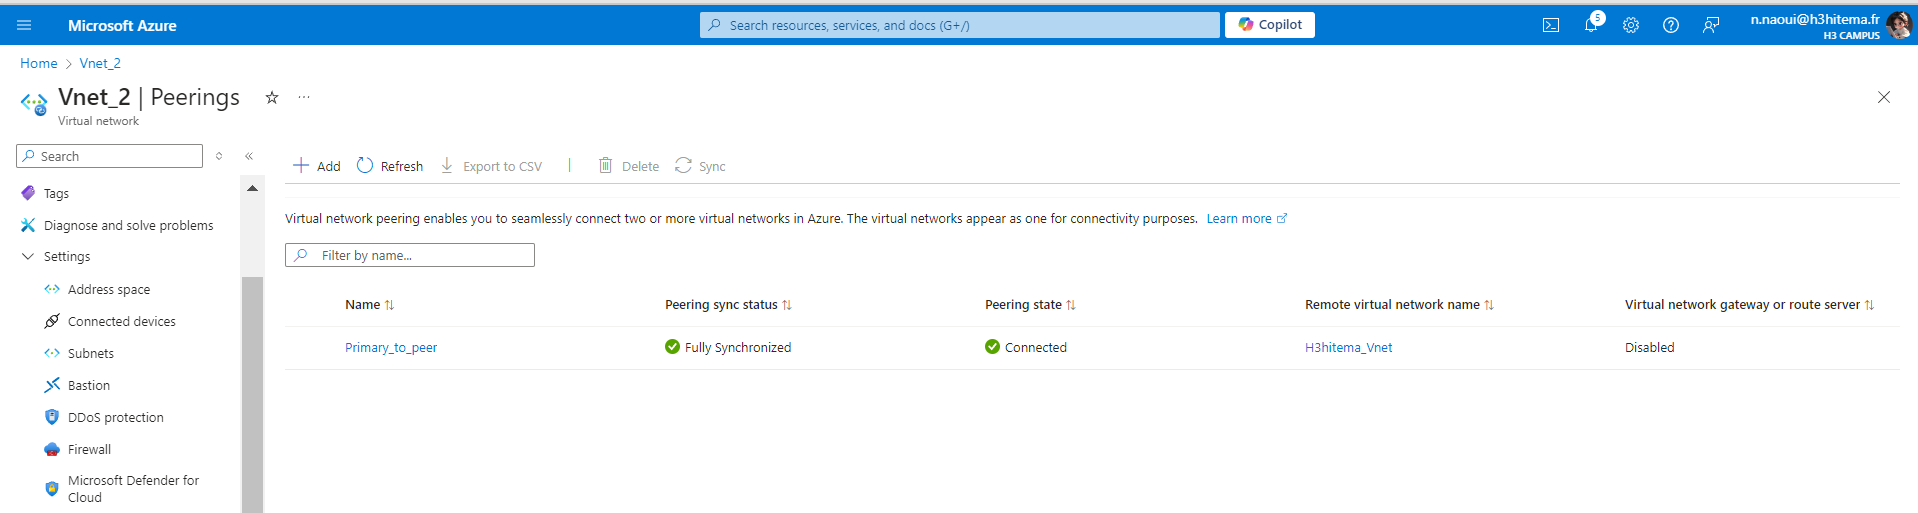 Microsoft Azure
Search resources, services, and docs (G+/)
Copilot
5
n.naoui@h3hitema.fr
H3 CAMPUS
Home > Vnet_2
Vnet_2 | Peerings
Virtual network
Search
Add Refresh Export to CSV Delete Sync
Tags
Diagnose and solve problems
Settings
Address space
Connected devices
Subnets
Bastion
DDoS protection
Firewall
Microsoft Defender for
Cloud
Virtual network peering enables you to seamlessly connect two or more virtual networks in Azure. The virtual networks appear as one for connectivity purposes. Learn more
Filter by name...
Name Peering sync status Peering state Remote virtual network name Virtual network gateway or route server
Primary_to_peer Fully Synchronized Connected H3hitema_Vnet Disabled